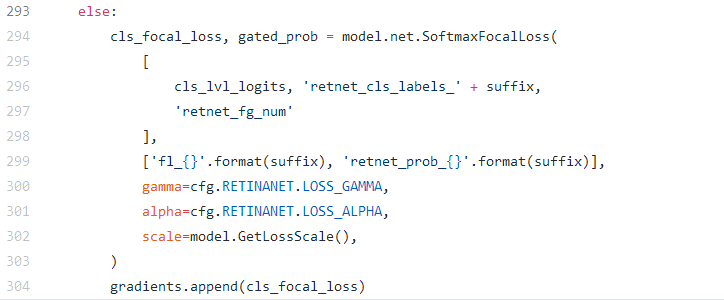 293 else:
294 cls_focal_loss, gated_prob = model.net.SoftmaxFocalLoss(
295 [
296 cls_lvl_logits, 'retnet_cls_labels_' + suffix,
297 'retnet_fg_num'
298 ],
299 ['fl_{}'.format(suffix), 'retnet_prob_{}'.format(suffix)],
300 gamma=cfg.RETINANET.LOSS_GAMMA,
301 alpha=cfg.RETINANET.LOSS_ALPHA,
302 scale=model.GetLossScale(),
303 )
304 gradients.append(cls_focal_loss)